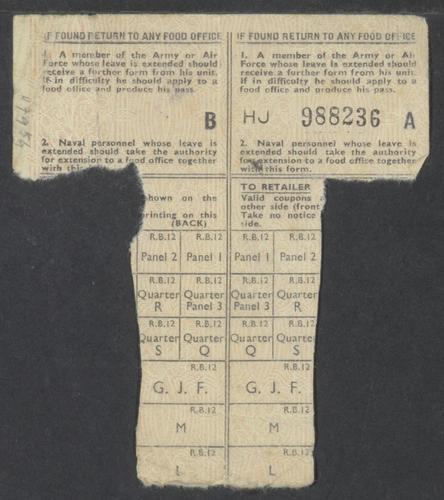 IF FOUND RETURN TO ANY FOOD OFFICE
1. A member of the Army or Air
Force whose leave is extended should
receive a further form from his unit.
If in difficulty he should apply to a
food office and produce his pass.
B
2. Naval personnel whose leave is
extended should take the authority
for extension to a food office together
with this
IF FOUND RETURN TO ANY FOOD OFFICE
1. A member of the Army or Air
Force whose leave is extended should
receive a further form from his unit.
If in difficulty he should apply to a
food office and produce his pass.
HJ 988236 A
2. Naval personnel whose leave is
extended should take the authority
for extension to a food office together
with this form.
shown on the
printing on this
(BACK)
TO RETAILER
Valid coupons
other side (front
Take no notice
side.
R.B.12 R.B.12 R.B.12 R.B.12
Panel 2 Panel 1 Panel 2 Panel 1
R.B.12 R.B.12 R.B.12 R.B.12
Quarter Quarter Quarter Quarter
R Panel 3 Panel 3 R
R.B.12 R.B.12 R.B.12 R.B.12
Quarter Quarter Quarter Quarter
S Q Q S
R.B.12 R.B.12
G. J. F. G. J. F.
R.B.12 R.B.12
M M
R.B.12 R.B.12
L L